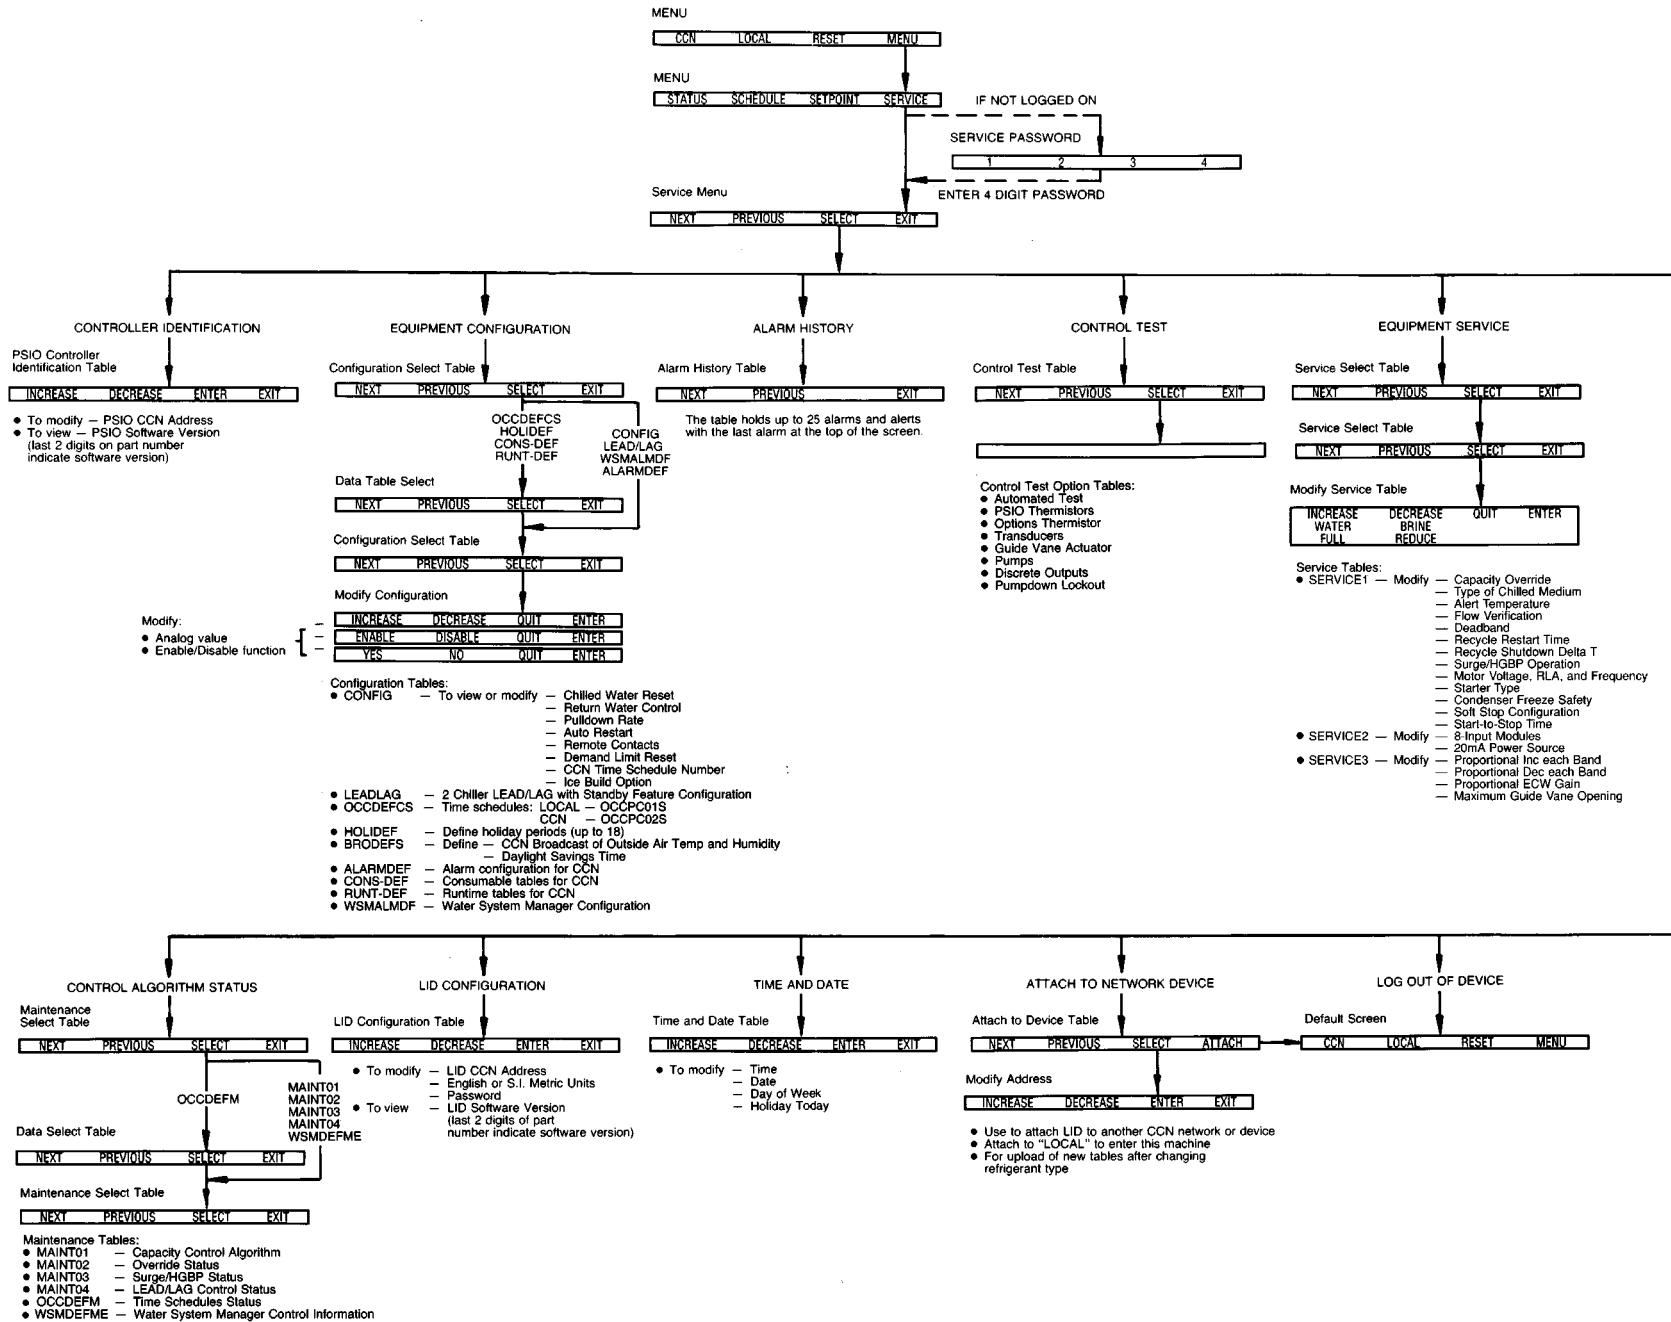 MENU
CCN LOCAL RESET MENU
MENU
STATUS SCHEDULE SETPOINT SERVICE
IF NOT LOGGED ON
SERVICE PASSWORD
1 2 3 4
ENTER 4 DIGIT PASSWORD
Service Menu
NEXT PREVIOUS SELECT EXIT
CONTROLLER IDENTIFICATION
PSIO Controller
Identification Table
INCREASE DECREASE ENTER EXIT
● To modify — PSIO CCN Address
● To view — PSIO Software Version
(last 2 digits on part number
indicate software version)
EQUIPMENT CONFIGURATION
Configuration Select Table
NEXT PREVIOUS SELECT EXIT
OCCDEFCS
HOLIDEF
CONS-DEF
RUNT-DEF
CONFIG
LEAD/LAG
WSMALMDF
ALARMDEF
Data Table Select
NEXT PREVIOUS SELECT EXIT
Configuration Select Table
NEXT PREVIOUS SELECT EXIT
Modify Configuration
Modify:
● Analog value
● Enable/Disable function
— INCREASE DECREASE QUIT ENTER
— ENABLE DISABLE QUIT ENTER
— YES NO QUIT ENTER
Configuration Tables:
● CONFIG — To view or modify — Chilled Water Reset
— Return Water Control
— Pulldown Rate
— Auto Restart
— Remote Contacts
— Demand Limit Reset
— CCN Time Schedule Number
— Ice Build Option
● LEADLAG — 2 Chiller LEAD/LAG with Standby Feature Configuration
● OCCDEFCS — Time schedules: LOCAL — OCCPC01S
CCN — OCCPC02S
● HOLIDEF — Define holiday periods (up to 18)
● BRODEFS — Define — CCN Broadcast of Outside Air Temp and Humidity
— Daylight Savings Time
● ALARMDEF — Alarm configuration for CCN
● CONS-DEF — Consumable tables for CCN
● RUNT-DEF — Runtime tables for CCN
● WSMALMDF — Water System Manager Configuration
ALARM HISTORY
Alarm History Table
NEXT PREVIOUS EXIT
The table holds up to 25 alarms and alerts
with the last alarm at the top of the screen.
CONTROL TEST
Control Test Table
NEXT PREVIOUS SELECT EXIT
Control Test Option Tables:
● Automated Test
● PSIO Thermistors
● Options Thermistor
● Transducers
● Guide Vane Actuator
● Pumps
● Discrete Outputs
● Pumpdown Lockout
EQUIPMENT SERVICE
Service Select Table
NEXT PREVIOUS SELECT EXIT
Service Select Table
NEXT PREVIOUS SELECT EXIT
Modify Service Table
INCREASE DECREASE QUIT ENTER
WATER BRINE
FULL REDUCE
Service Tables:
● SERVICE1 — Modify — Capacity Override
— Type of Chilled Medium
— Alert Temperature
— Flow Verification
— Deadband
— Recycle Restart Time
— Recycle Shutdown Delta T
— Surge/HGBP Operation
— Motor Voltage, RLA, and Frequency
— Starter Type
— Condenser Freeze Safety
— Soft Stop Configuration
— Start-to-Stop Time
● SERVICE2 — Modify — 8-Input Modules
— 20mA Power Source
● SERVICE3 — Modify — Proportional Inc each Band
— Proportional Dec each Band
— Proportional ECW Gain
— Maximum Guide Vane Opening
CONTROL ALGORITHM STATUS
Maintenance
Select Table
NEXT PREVIOUS SELECT EXIT
OCCDEFM
MAINT01
MAINT02
MAINT03
MAINT04
WSMDEFME
Data Select Table
NEXT PREVIOUS SELECT EXIT
Maintenance Select Table
NEXT PREVIOUS SELECT EXIT
Maintenance Tables:
● MAINT01 — Capacity Control Algorithm
● MAINT02 — Override Status
● MAINT03 — Surge/HGBP Status
● MAINT04 — LEAD/LAG Control Status
● OCCDEFM — Time Schedules Status
● WSMDEFME — Water System Manager Control Information
LID CONFIGURATION
LID Configuration Table
INCREASE DECREASE ENTER EXIT
● To modify — LID CCN Address
— English or S.I. Metric Units
— Password
● To view — LID Software Version
(last 2 digits of part
number indicate software version)
TIME AND DATE
Time and Date Table
INCREASE DECREASE ENTER EXIT
● To modify — Time
— Date
— Day of Week
— Holiday Today
ATTACH TO NETWORK DEVICE
Attach to Device Table
NEXT PREVIOUS SELECT ATTACH
Modify Address
INCREASE DECREASE ENTER EXIT
● Use to attach LID to another CCN network or device
● Attach to "LOCAL" to enter this machine
● For upload of new tables after changing
refrigerant type
LOG OUT OF DEVICE
Default Screen
CCN LOCAL RESET MENU